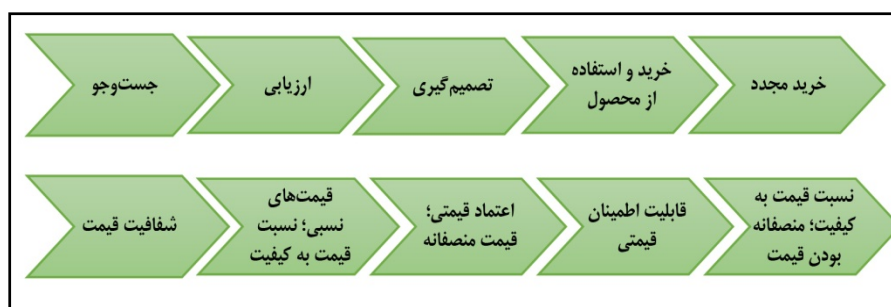 جست‌وجو
ارزیابی
تصمیم‌گیری
خرید و استفاده
از محصول
خرید مجدد
شفافیت قیمت
قیمت‌های
نسبی؛ نسبت
قیمت به کیفیت
اعتماد قیمتی؛
قیمت منصفانه
قابلیت اطمینان
قیمتی
نسبت قیمت به
کیفیت؛ منصفانه
بودن قیمت